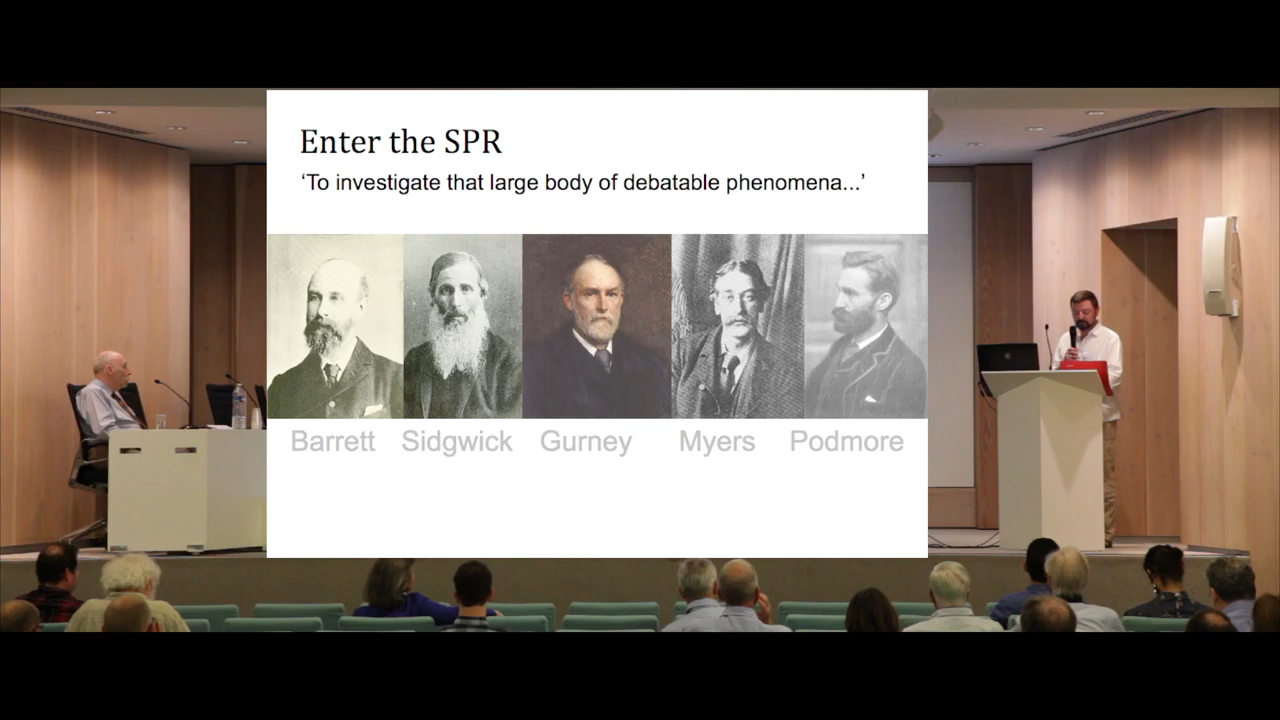 Enter the SPR
‘To investigate that large body of debatable phenomena...’
Barrett Sidgwick Gurney Myers Podmore